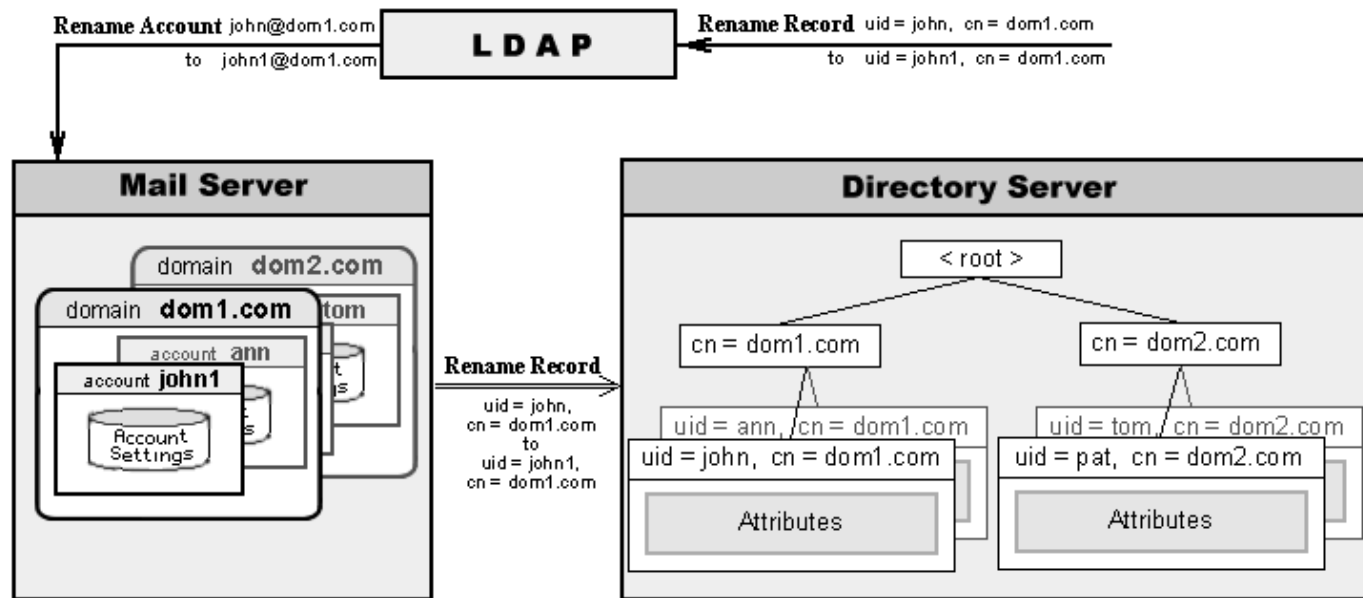 Rename Account john@dom1.com
to john1@dom1.com
LDAP
Rename Record uid = john, cn = dom1.com
to uid = john1, cn = dom1.com
Mail Server
domain dom2.com
tom
domain dom1.com
account ann
account john1
Account
Settings
Rename Record
uid = john,
cn = dom1.com
to
uid = john1,
cn = dom1.com
Directory Server
< root >
cn = dom1.com
cn = dom2.com
uid = ann, cn = dom1.com
uid = john, cn = dom1.com
Attributes
uid = tom, cn = dom2.com
uid = pat, cn = dom2.com
Attributes